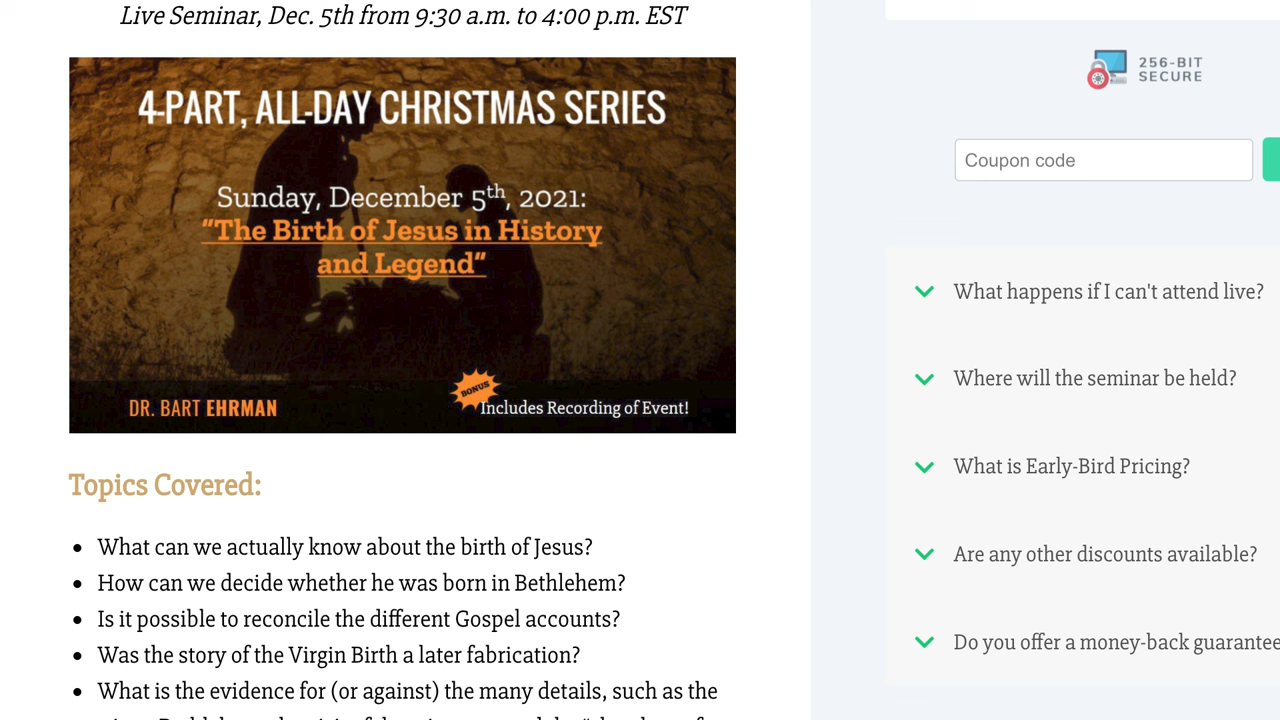 Live Seminar, Dec. 5th from 9:30 a.m. to 4:00 p.m. EST
4-PART, ALL-DAY CHRISTMAS SERIES
Sunday, December 5th, 2021:
“The Birth of Jesus in History
and Legend”
BONUS
DR. BART EHRMAN
Includes Recording of Event!
Topics Covered:
• What can we actually know about the birth of Jesus?
• How can we decide whether he was born in Bethlehem?
• Is it possible to reconcile the different Gospel accounts?
• Was the story of the Virgin Birth a later fabrication?
• What is the evidence for (or against) the many details, such as the
256-BIT
SECURE
Coupon code
What happens if I can't attend live?
Where will the seminar be held?
What is Early-Bird Pricing?
Are any other discounts available?
Do you offer a money-back guarantee